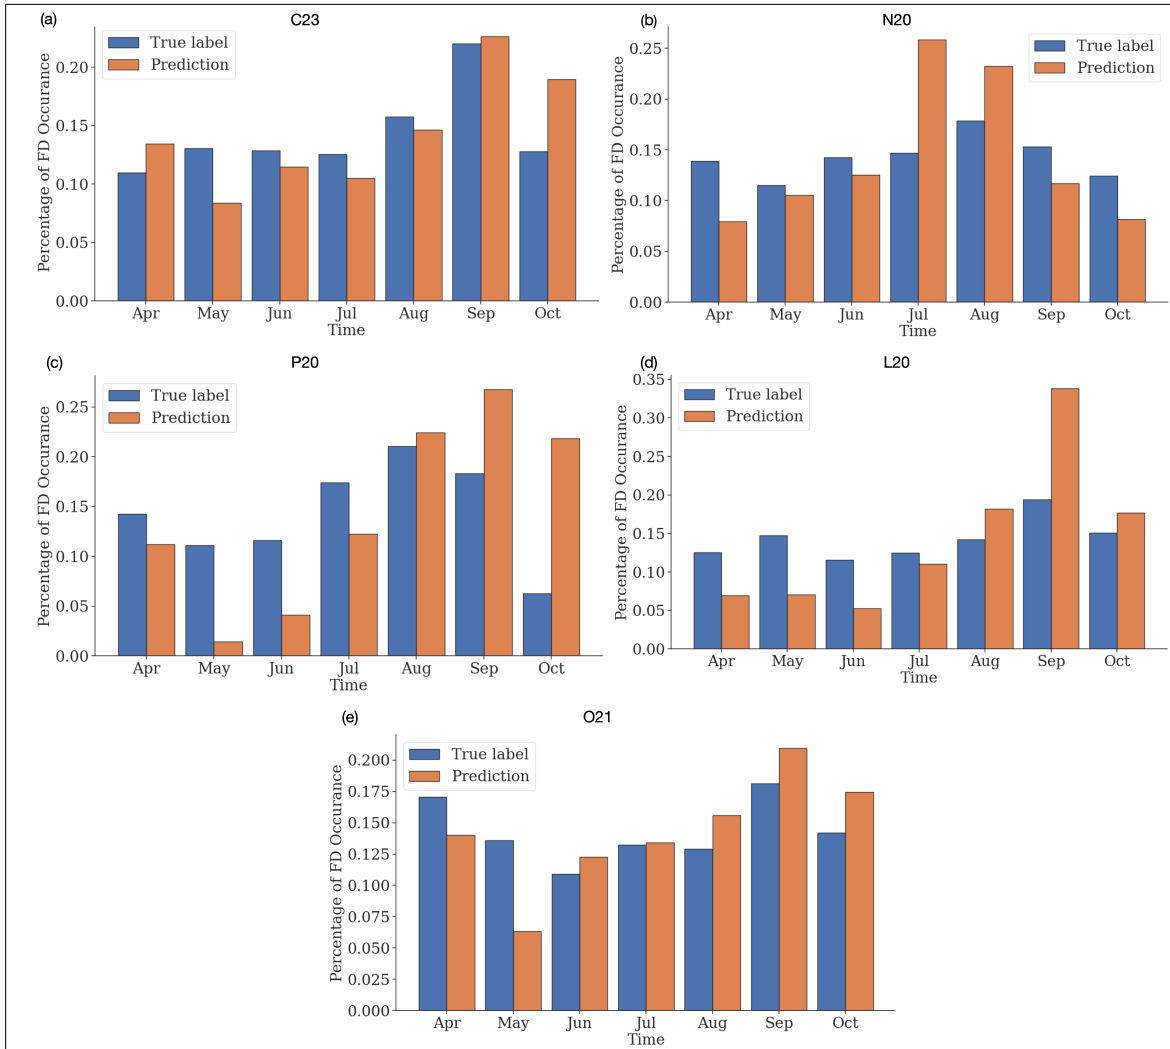 (a)
C23
True label
Prediction
Percentage of FD Occurance
0.20
0.15
0.10
0.05
0.00
Apr May Jun Jul Aug Sep Oct
Time
(b)
N20
True label
Prediction
Percentage of FD Occurance
0.25
0.20
0.15
0.10
0.05
0.00
Apr May Jun Jul Aug Sep Oct
Time
(c)
P20
True label
Prediction
Percentage of FD Occurance
0.25
0.20
0.15
0.10
0.05
0.00
Apr May Jun Jul Aug Sep Oct
Time
(d)
L20
True label
Prediction
Percentage of FD Occurance
0.35
0.30
0.25
0.20
0.15
0.10
0.05
0.00
Apr May Jun Jul Aug Sep Oct
Time
(e)
O21
True label
Prediction
Percentage of FD Occurance
0.200
0.175
0.150
0.125
0.100
0.075
0.050
0.025
0.000
Apr May Jun Jul Aug Sep Oct
Time